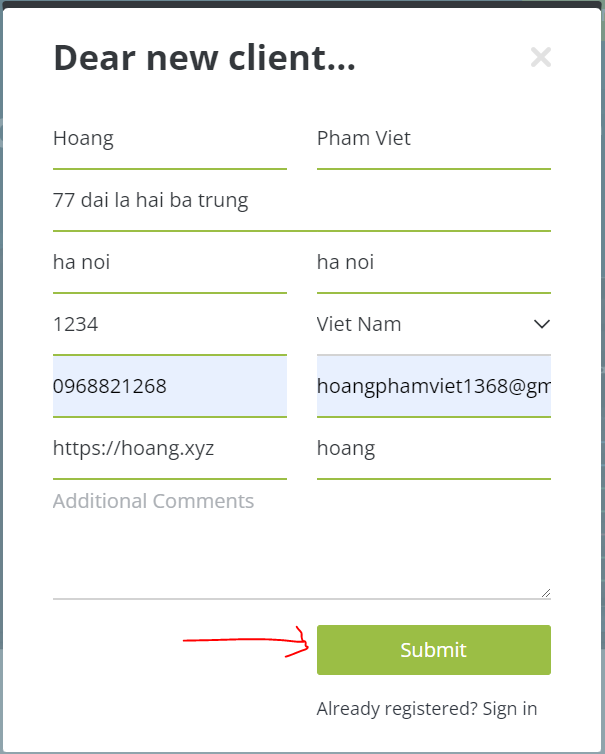 Dear new client...
Hoang
Pham Viet
77 dai la hai ba trung
ha noi
ha noi
1234
Viet Nam
0968821268
hoangphamviet1368@gm
https://hoang.xyz
hoang
Additional Comments
Submit
Already registered? Sign in